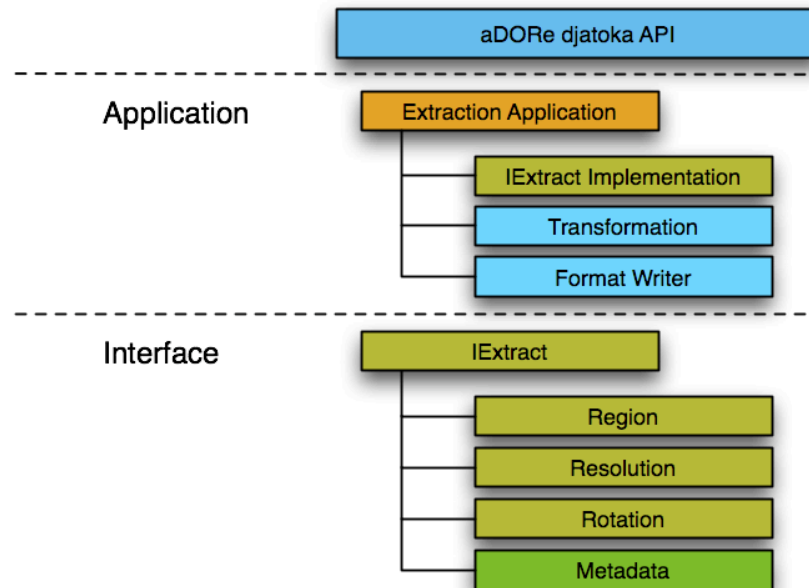 aDORe djatoka API
Application
Extraction Application
IExtract Implementation
Transformation
Format Writer
Interface
IExtract
Region
Resolution
Rotation
Metadata